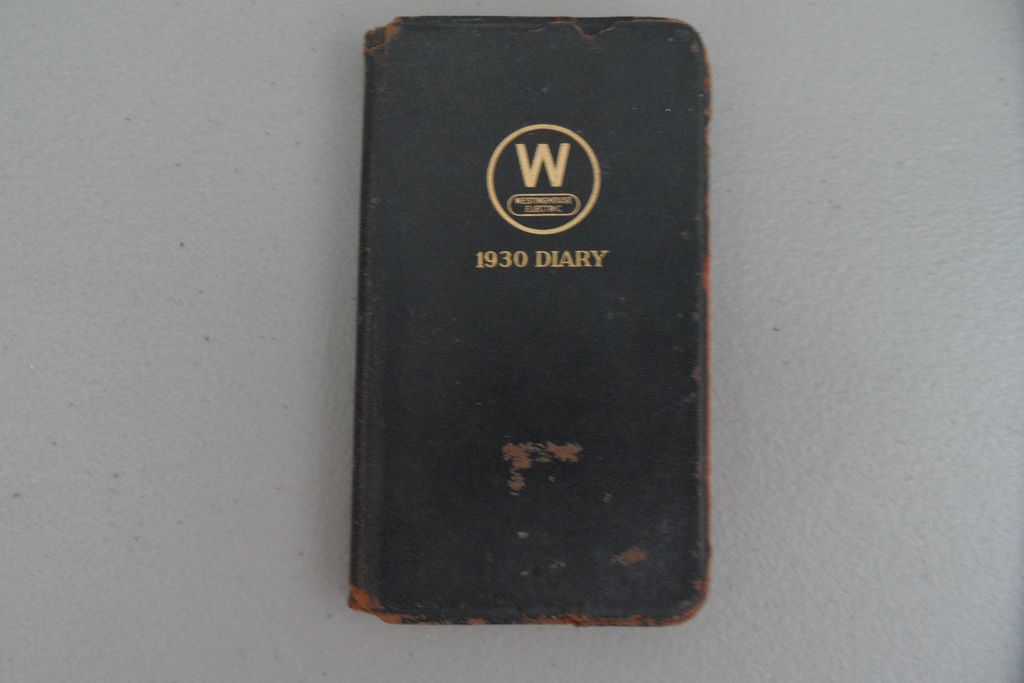 W
WESTINGHOUSE
ELECTRIC
1930 DIARY